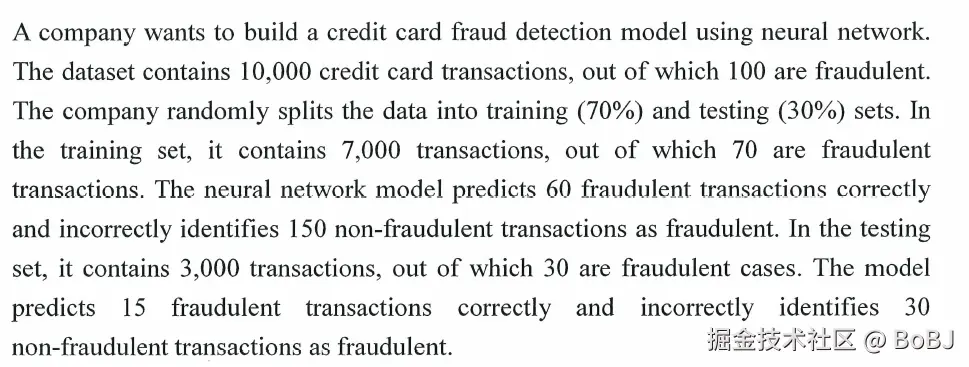 A company wants to build a credit card fraud detection model using neural network.
The dataset contains 10,000 credit card transactions, out of which 100 are fraudulent.
The company randomly splits the data into training (70%) and testing (30%) sets. In
the training set, it contains 7,000 transactions, out of which 70 are fraudulent
transactions. The neural network model predicts 60 fraudulent transactions correctly
and incorrectly identifies 150 non-fraudulent transactions as fraudulent. In the testing
set, it contains 3,000 transactions, out of which 30 are fraudulent cases. The model
predicts 15 fraudulent transactions correctly and incorrectly identifies 30
non-fraudulent transactions as fraudulent.
掘金技术社区 @ BoBJ